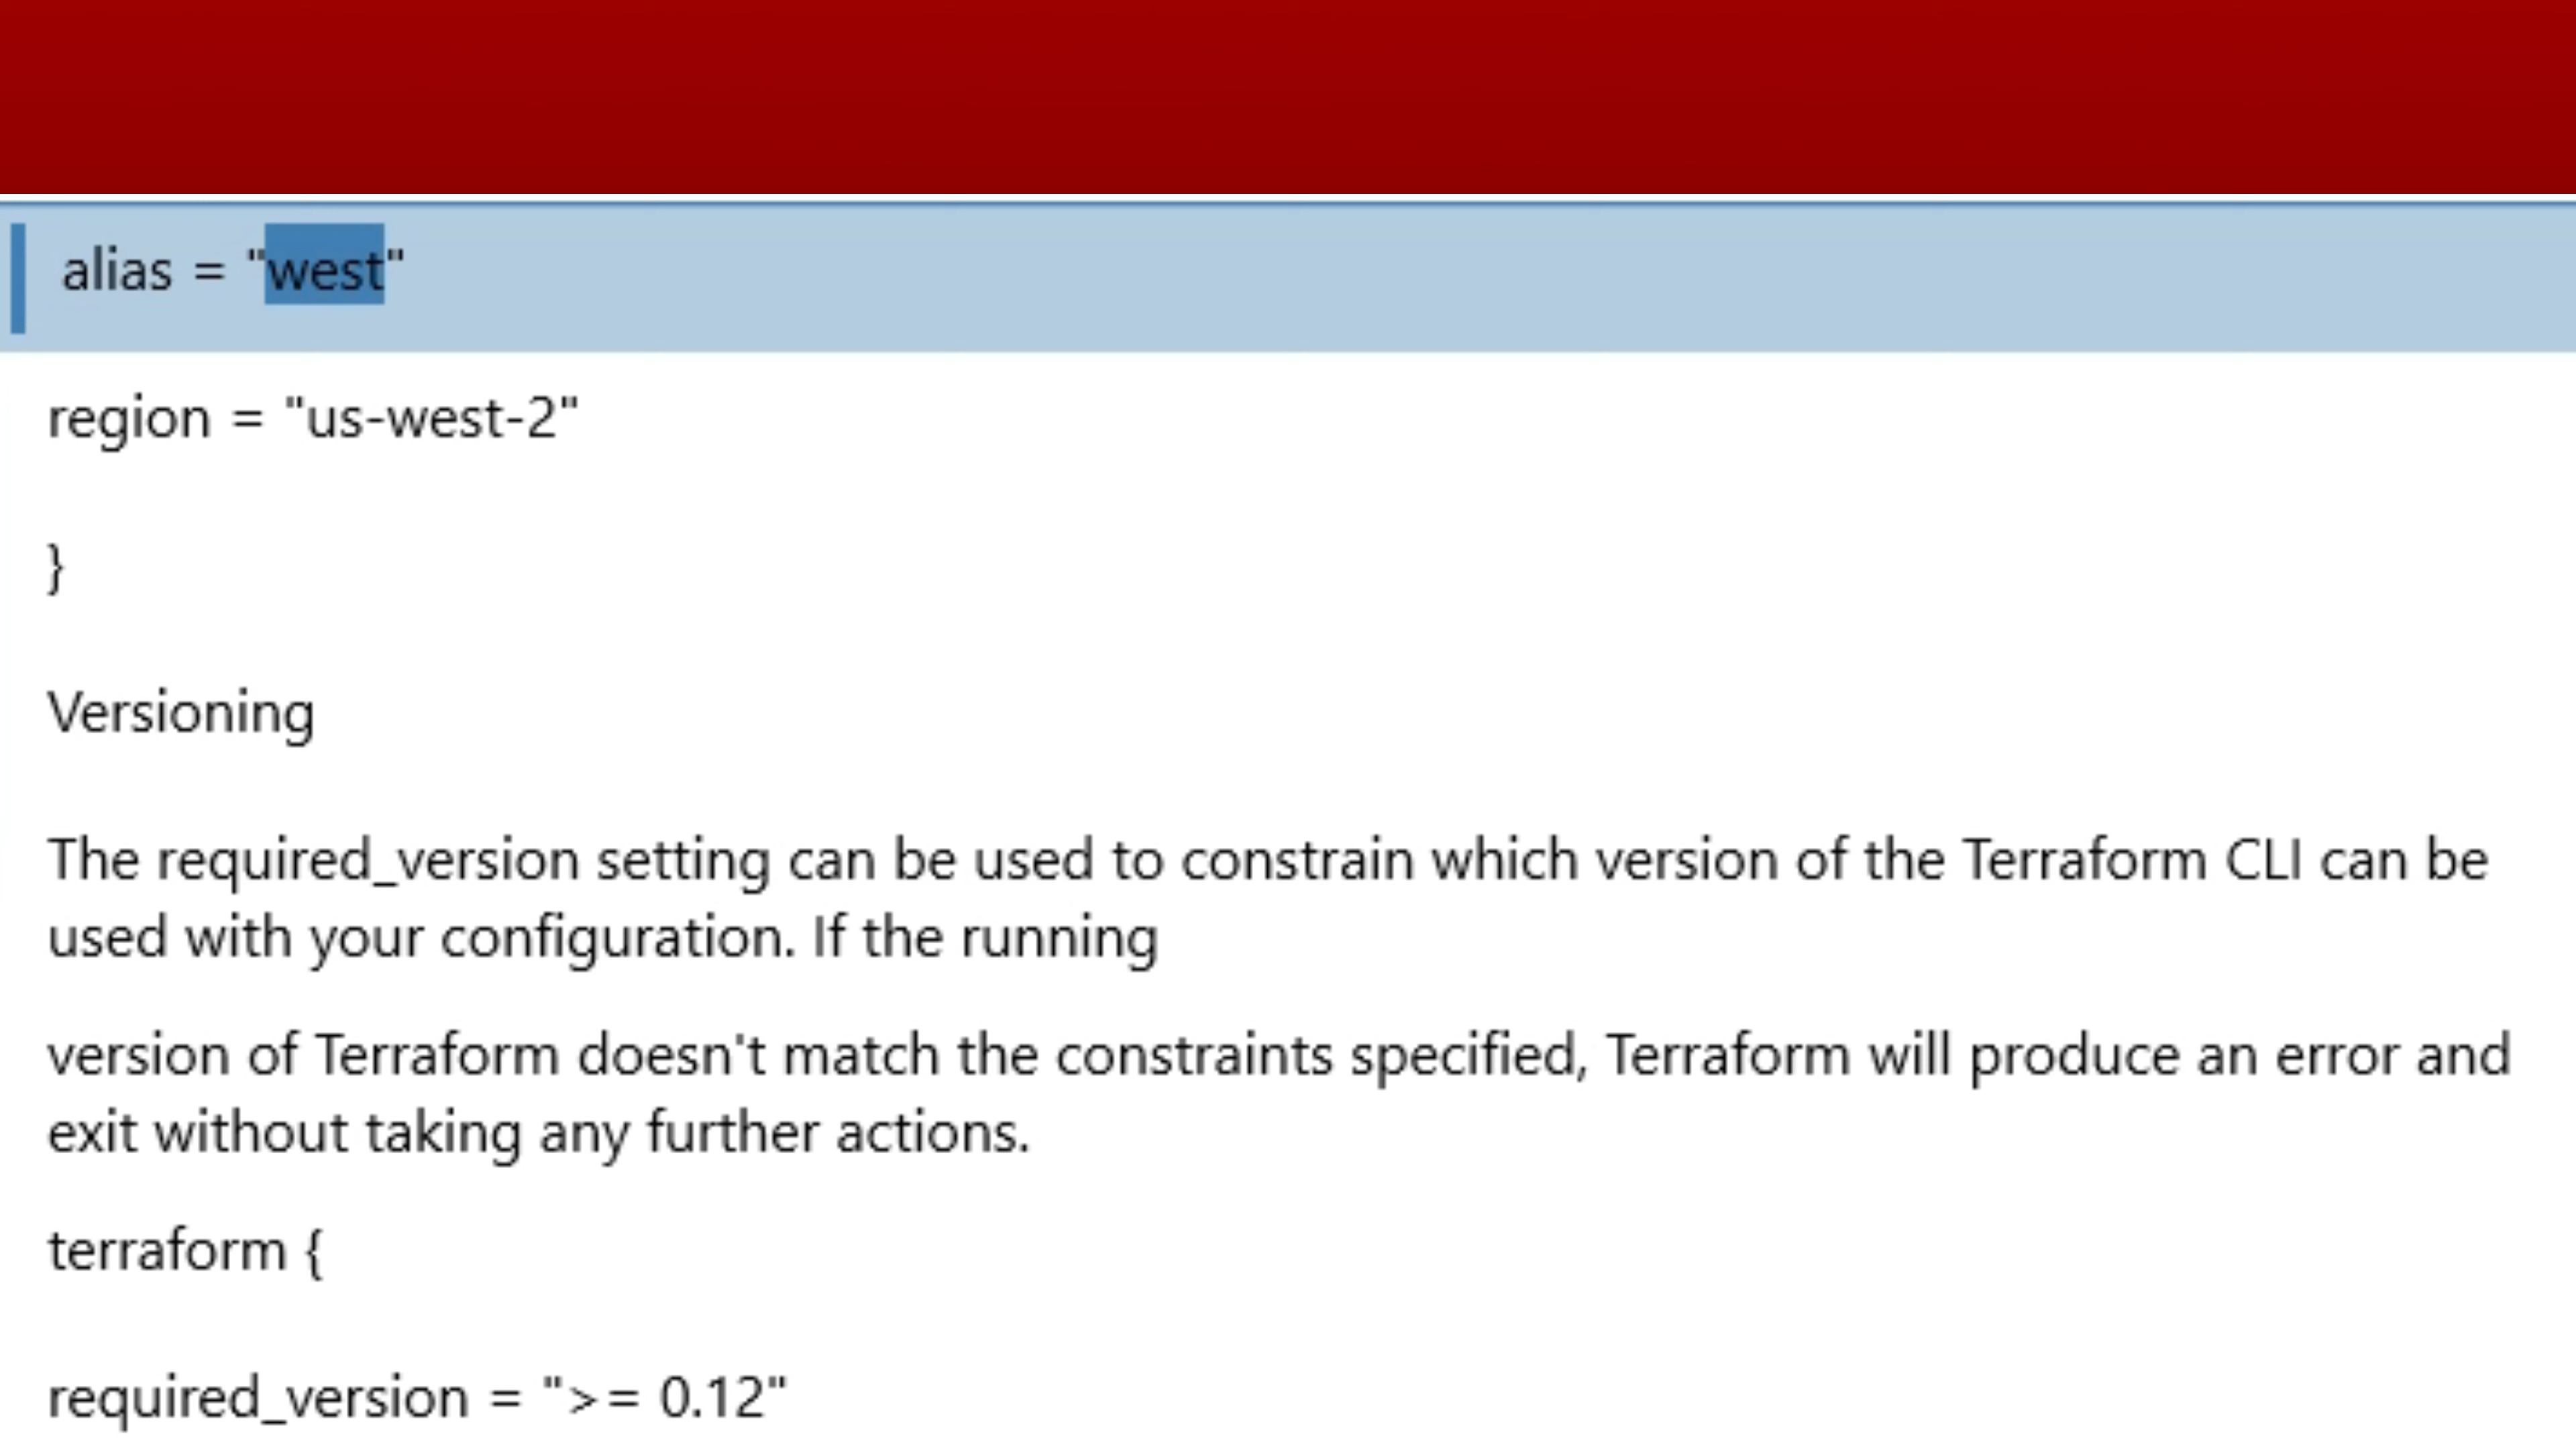 alias = "west"
region = "us-west-2"
}
Versioning
The required_version setting can be used to constrain which version of the Terraform CLI can be
used with your configuration. If the running
version of Terraform doesn't match the constraints specified, Terraform will produce an error and
exit without taking any further actions.
terraform {
required_version = ">= 0.12"